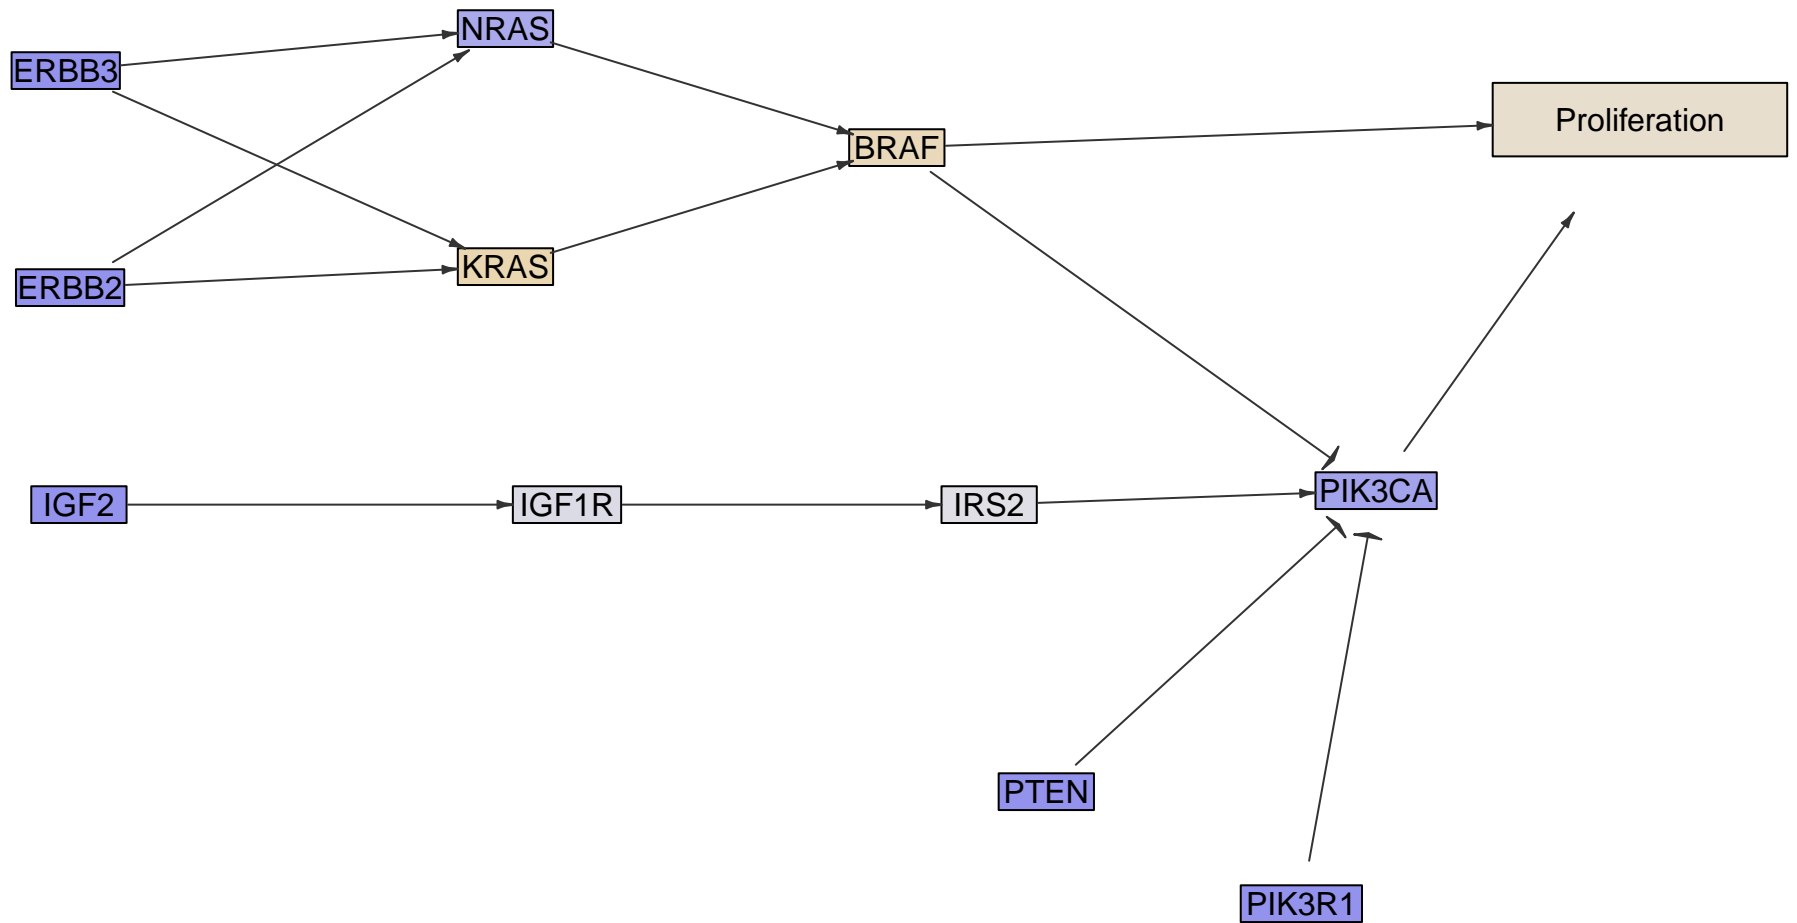 NRAS
ERBB3
Proliferation
BRAF
KRAS
ERBB2
PIK3CA
IGF2
IGF1R
IRS2
PTEN
PIK3R1